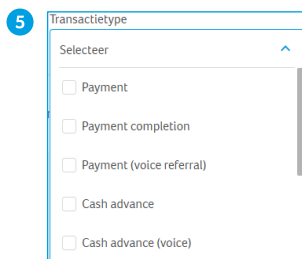 5
Transactietype
Selecteer
Payment
Payment completion
Payment (voice referral)
Cash advance
Cash advance (voice)